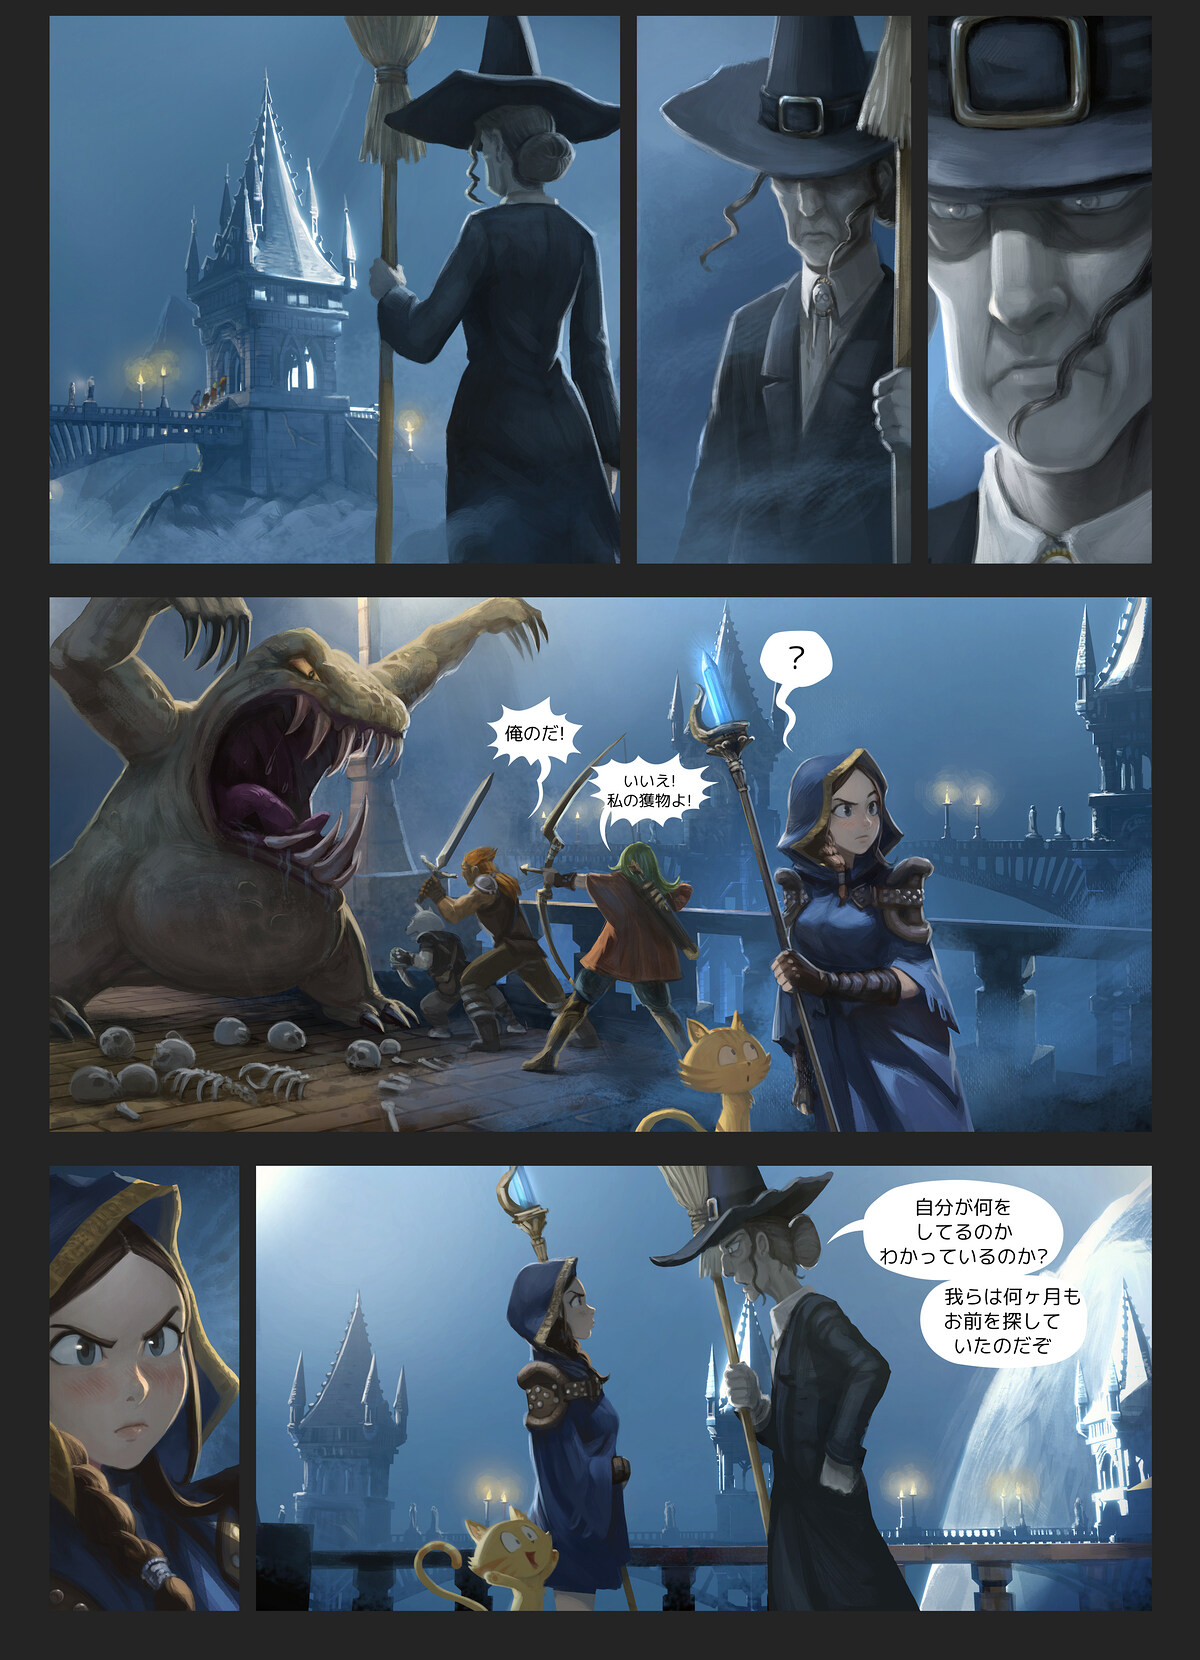 ?
俺のだ!
いいえ!
私の獲物よ!
自分が何を
してるのか
わかっているのか?
我らは何ヶ月も
お前を探して
いたのだぞ